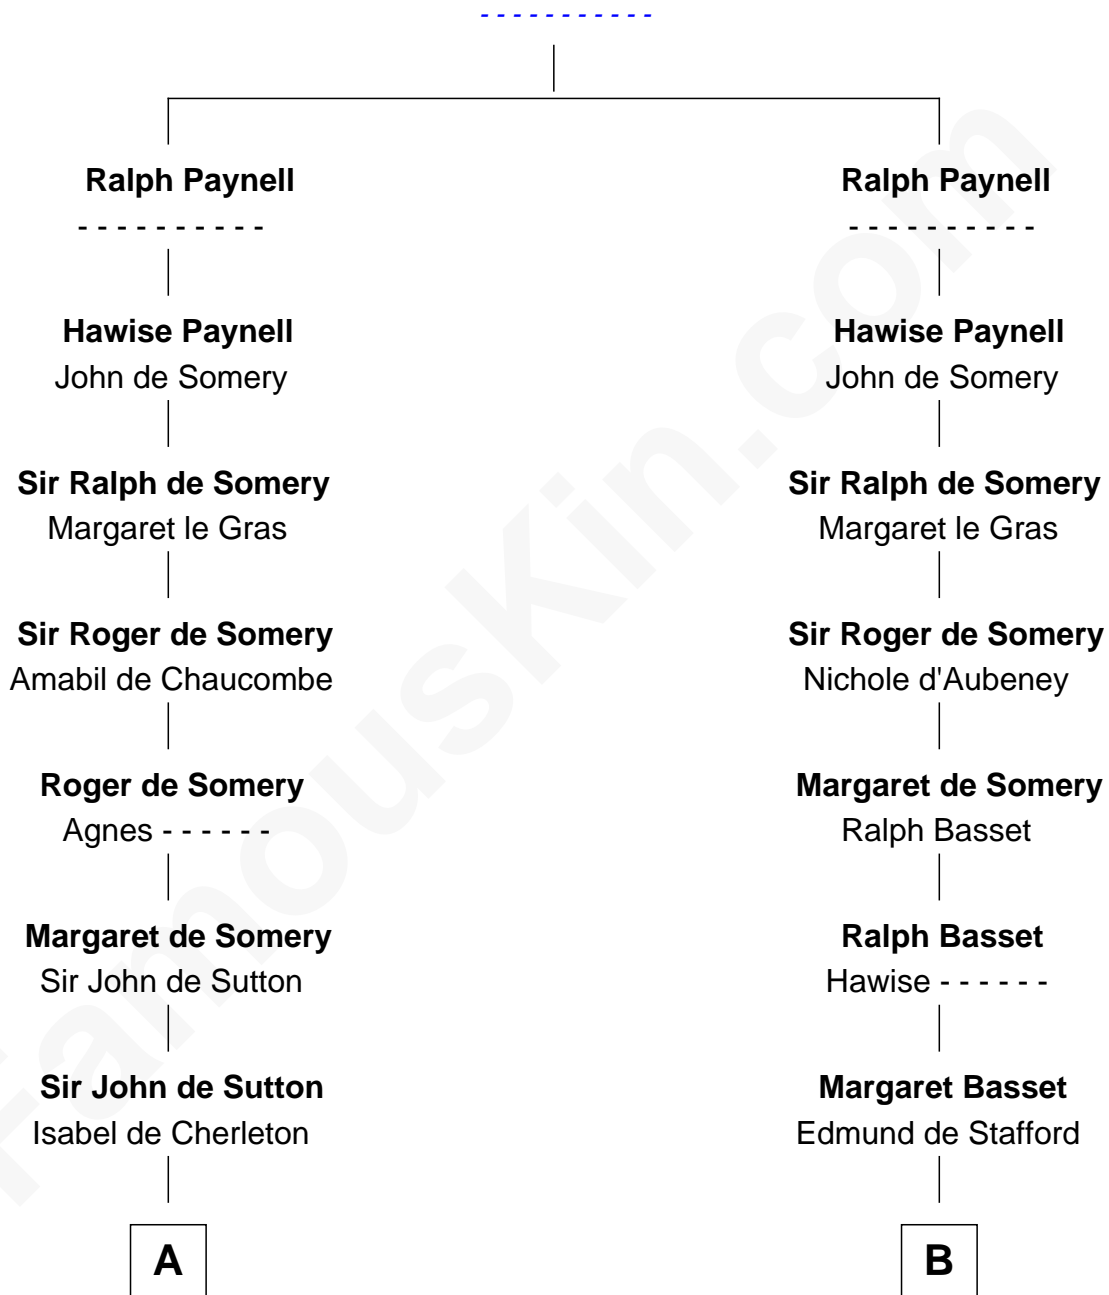 - - - - - - - - - - -
Ralph Paynell
- - - - - - - - - -
Hawise Paynell
John de Somery
Sir Ralph de Somery
Margaret le Gras
Sir Roger de Somery
Amabil de Chaucombe
Roger de Somery
Agnes - - - - - -
Margaret de Somery
Sir John de Sutton
Sir John de Sutton
Isabel de Cherleton
A
Ralph Paynell
- - - - - - - - - -
Hawise Paynell
John de Somery
Sir Ralph de Somery
Margaret le Gras
Sir Roger de Somery
Nichole d'Aubeney
Margaret de Somery
Ralph Basset
Ralph Basset
Hawise - - - - - -
Margaret Basset
Edmund de Stafford
B
FamousKin.com